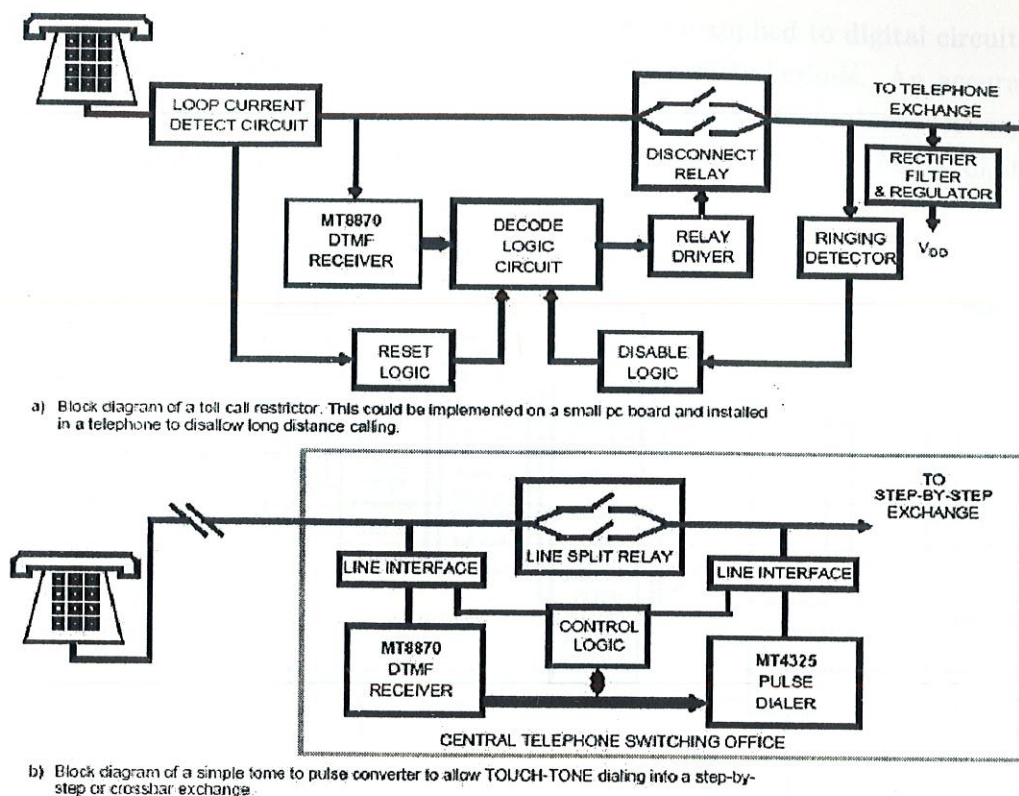 LOOP CURRENT
DETECT CIRCUIT
TO TELEPHONE
EXCHANGE
DISCONNECT
RELAY
RECTIFIER
FILTER
& REGULATOR
MT8870
DTMF
RECEIVER
DECODE
LOGIC
CIRCUIT
RELAY
DRIVER
RINGING
DETECTOR
VDD
RESET
LOGIC
DISABLE
LOGIC
a) Block diagram of a toll call restrictor. This could be implemented on a small pc board and installed
in a telephone to disallow long distance calling.
TO
STEP-BY-STEP
EXCHANGE
LINE SPLIT RELAY
LINE INTERFACE
LINE INTERFACE
CONTROL
LOGIC
MT8870
DTMF
RECEIVER
MT4325
PULSE
DIALER
CENTRAL TELEPHONE SWITCHING OFFICE
b) Block diagram of a simple tome to pulse converter to allow TOUCH-TONE dialing into a step-by-
step or crossbar exchange.